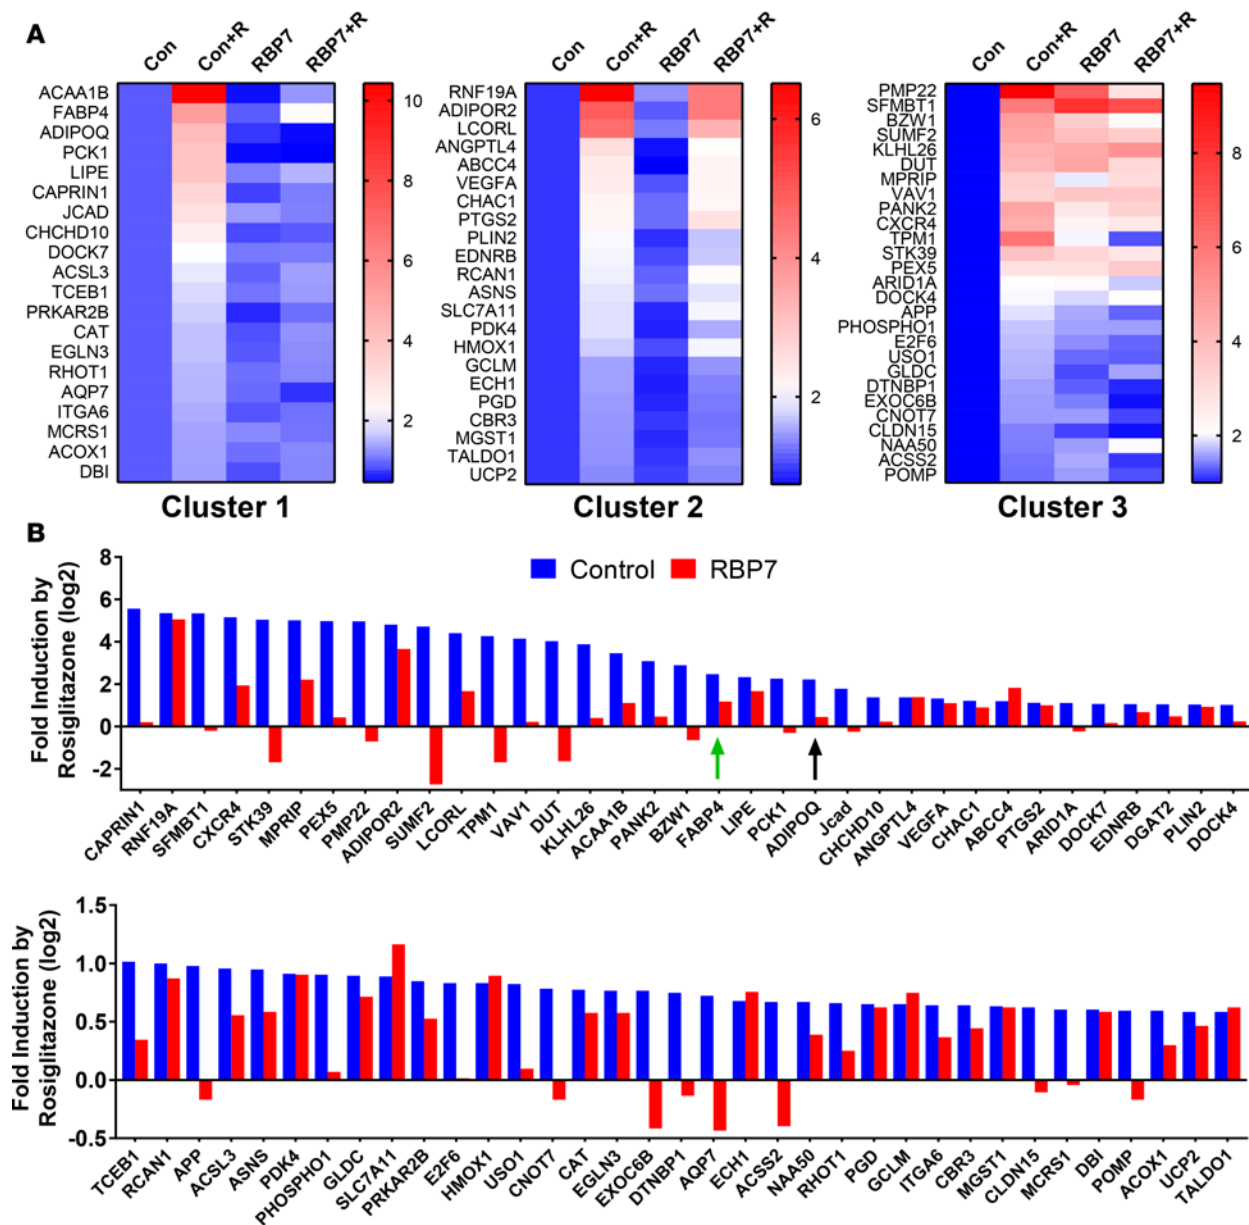 A
Con Con+R RBP7 RBP7+R
ACAA1B
FABP4
ADIPOQ
PCK1
LIPE
CAPRIN1
JCAD
CHCHD10
DOCK7
ACSL3
TCEB1
PRKAR2B
CAT
EGLN3
RHOT1
AQP7
ITGA6
MCRS1
ACOX1
DBI
10
8
6
4
2
Cluster 1
Con Con+R RBP7 RBP7+R
RNF19A
ADIPOR2
LCORL
ANGPTL4
ABCC4
VEGFA
CHAC1
PTGS2
PLIN2
EDNRB
RCAN1
ASNS
SLC7A11
PDK4
HMOX1
GCLM
ECH1
PGD
CBR3
MGST1
TALDO1
UCP2
6
4
2
Cluster 2
Con Con+R RBP7 RBP7+R
PMP22
SFMBT1
BZW1
SUMF2
KLHL26
DUT
MPRIP
VAV1
PANK2
CXCR4
TPM1
STK39
PEX5
ARID1A
DOCK4
APP
PHOSPHO1
E2F6
USO1
GLDC
DTNBP1
EXOC6B
CNOT7
CLDN15
NAA50
ACSS2
POMP
8
6
4
2
Cluster 3
B
Control RBP7
Fold Induction by
Rosiglitazone (log2)
8
6
4
2
0
-2
CAPRIN1 RNF19A SFMBT1 CXCR4 STK39 MPRIP PEX5 PMP22 ADIPOR2 SUMF2 LCORL TPM1 VAV1 DUT KLHL26 ACAA1B PANK2 BZW1 FABP4 LIPE PCK1 ADIPOQ Jcad CHCHD10 ANGPTL4 VEGFA CHAC1 ABCC4 PTGS2 ARID1A DOCK7 EDNRB DGAT2 PLIN2 DOCK4
Fold Induction by
Rosiglitazone (log2)
1.5
1.0
0.5
0.0
-0.5
TCEB1 RCAN1 APP ACSL3 ASNS PDK4 PHOSPHO1 GLDC SLC7A11 PRKAR2B E2F6 HMOX1 USO1 CNOT7 CAT EGLN3 EXOC6B DTNBP1 AQP7 ECH1 ACSS2 NAA50 RHOT1 PGD GCLM ITGA6 CBR3 MGST1 CLDN15 MCRS1 DBI POMP ACOX1 UCP2 TALDO1